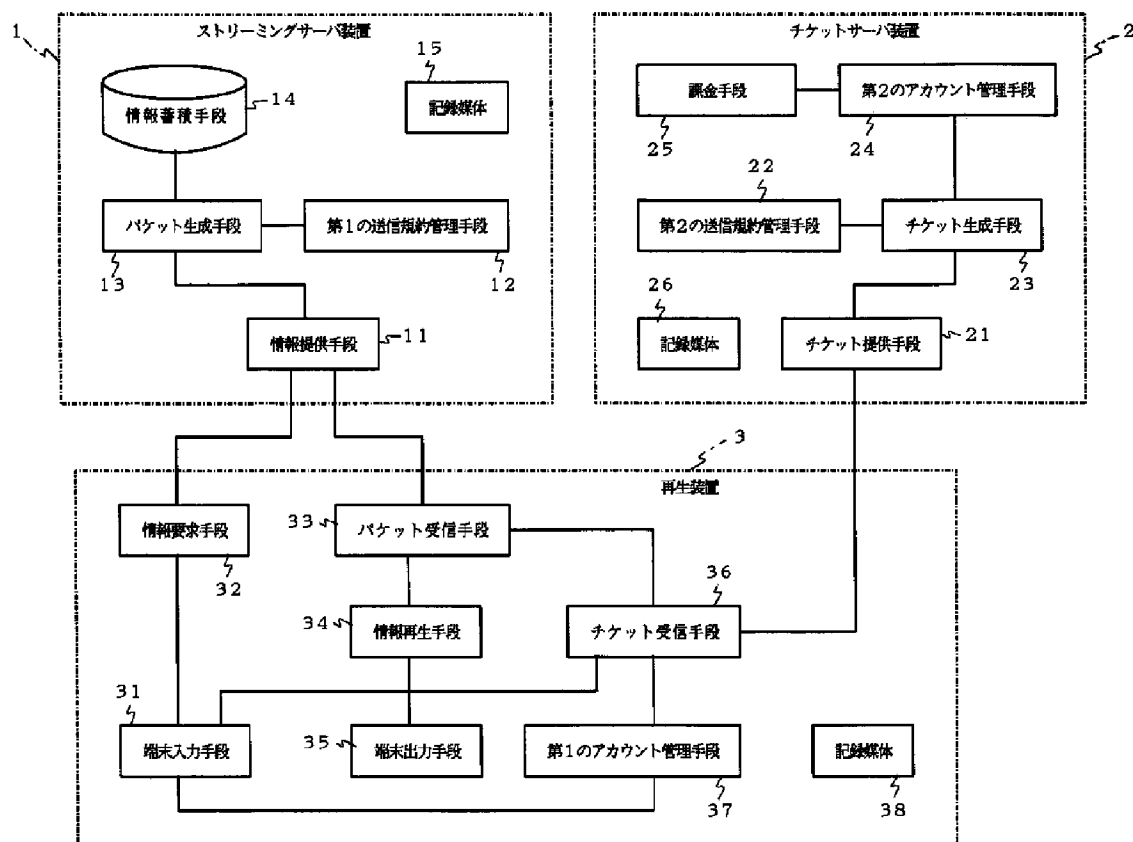 1
ストリーミングサーバ装置
情報蓄積手段
14
15
記録媒体
パケット生成手段
13
第1の送信規約管理手段
12
情報提供手段
11
2
チケットサーバ装置
課金手段
25
第2のアカウント管理手段
24
22
第2の送信規約管理手段
チケット生成手段
23
26
記録媒体
チケット提供手段
21
3
再生装置
情報要求手段
32
33
パケット受信手段
34
情報再生手段
36
チケット受信手段
31
端末入力手段
35
端末出力手段
第1のアカウント管理手段
37
記録媒体
38